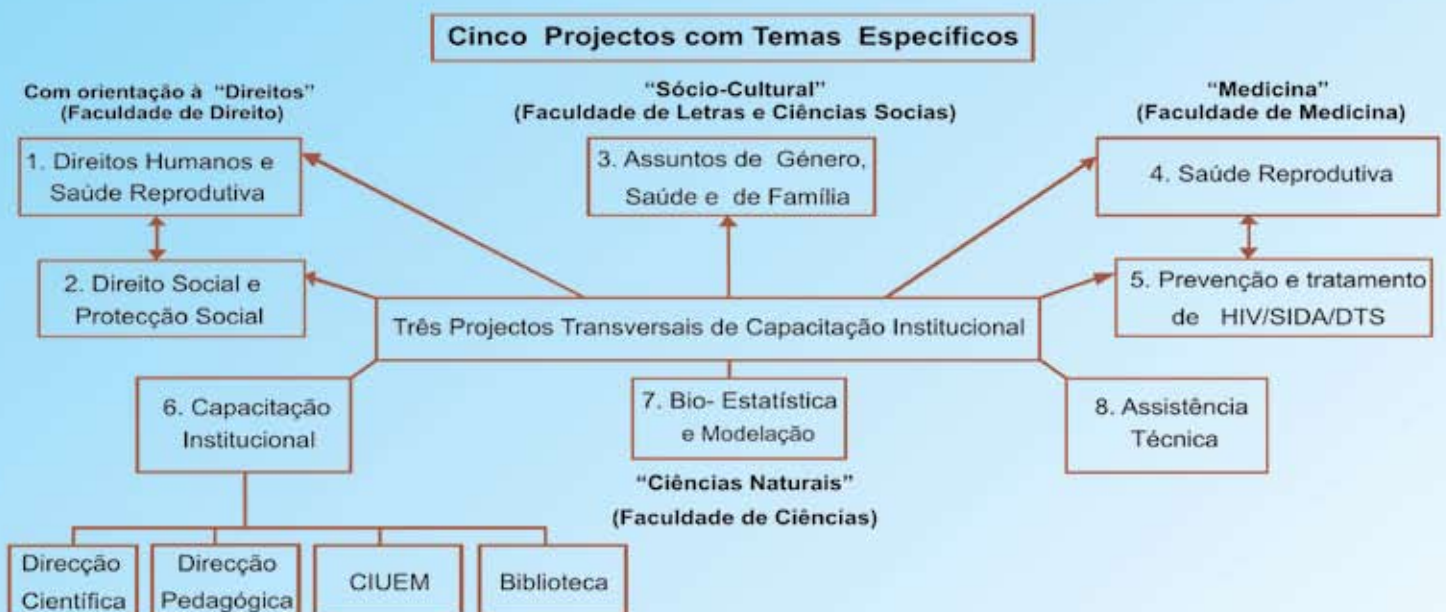 Cinco Projectos com Temas Específicos
Com orientação à “Direitos”
(Faculdade de Direito)
“Sócio-Cultural”
(Faculdade de Letras e Ciências Socias)
“Medicina”
(Faculdade de Medicina)
1. Direitos Humanos e
Saúde Reprodutiva
3. Assuntos de Género,
Saúde e de Família
4. Saúde Reprodutiva
2. Direito Social e
Protecção Social
5. Prevenção e tratamento
de HIV/SIDA/DTS
Três Projectos Transversais de Capacitação Institucional
6. Capacitação
Institucional
7. Bio- Estatística
e Modelação
8. Assistência
Técnica
“Ciências Naturais”
(Faculdade de Ciências)
Direcção
Científica
Direcção
Pedagógica
CIUEM
Biblioteca